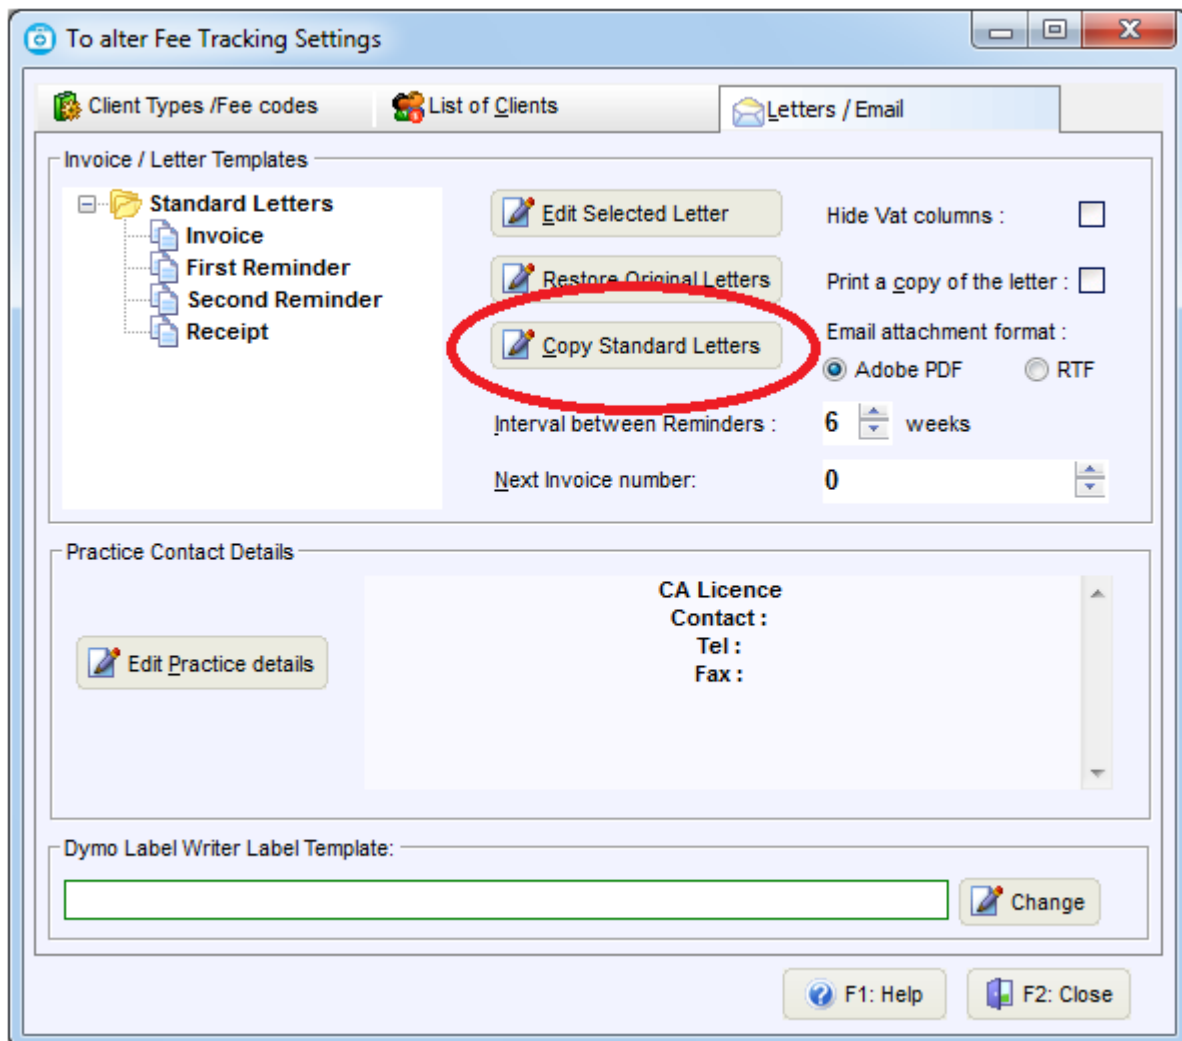 To alter Fee Tracking Settings
Client Types /Fee codes
List of Clients
Letters / Email
Invoice / Letter Templates
Standard Letters
Invoice
First Reminder
Second Reminder
Receipt
Edit Selected Letter
Hide Vat columns :
Restore Original Letters
Print a copy of the letter :
Copy Standard Letters
Email attachment format :
Adobe PDF
RTF
Interval between Reminders :
6 weeks
Next Invoice number:
0
Practice Contact Details
Edit Practice details
CA Licence
Contact :
Tel :
Fax :
Dymo Label Writer Label Template:
Change
F1: Help
F2: Close